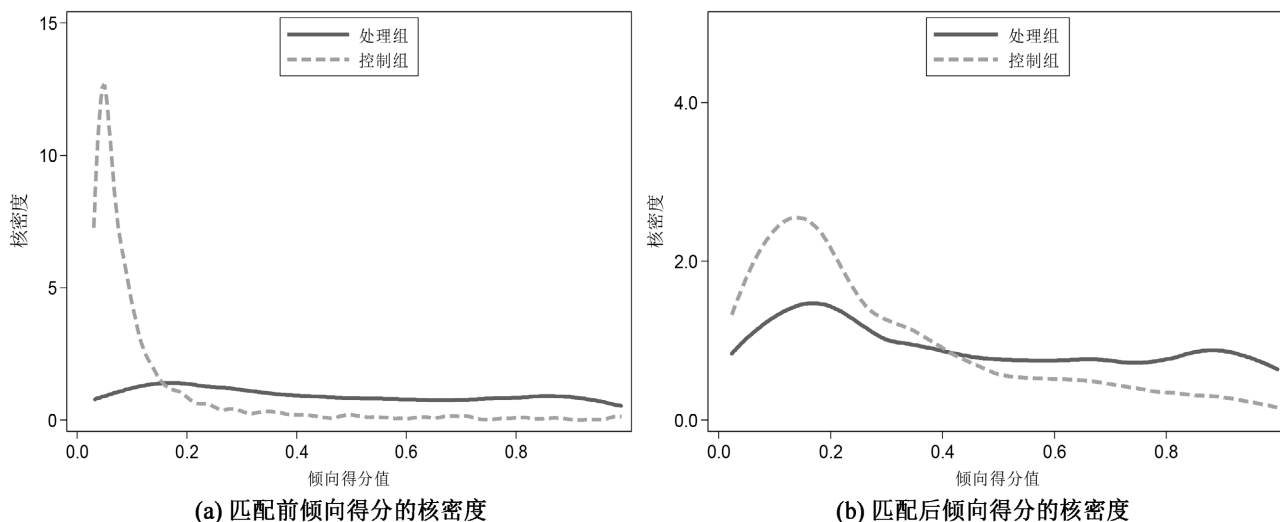 15
10
5
0
核密度
处理组
控制组
0.0 0.2 0.4 0.6 0.8
倾向得分值
(a) 匹配前倾向得分的核密度
4.0
2.0
0.0
核密度
处理组
控制组
0.0 0.2 0.4 0.6 0.8
倾向得分值
(b) 匹配后倾向得分的核密度